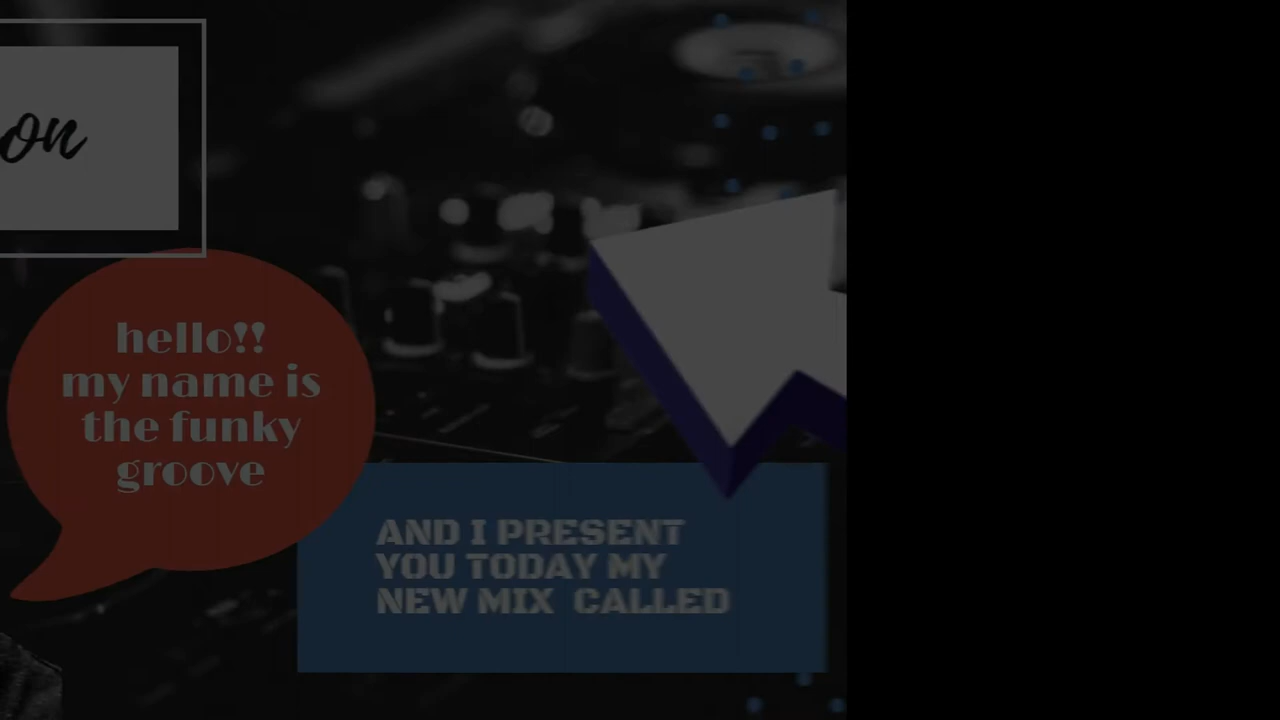 on
hello!!
my name is
the funky
groove
AND I PRESENT
YOU TODAY MY
NEW MIX CALLED